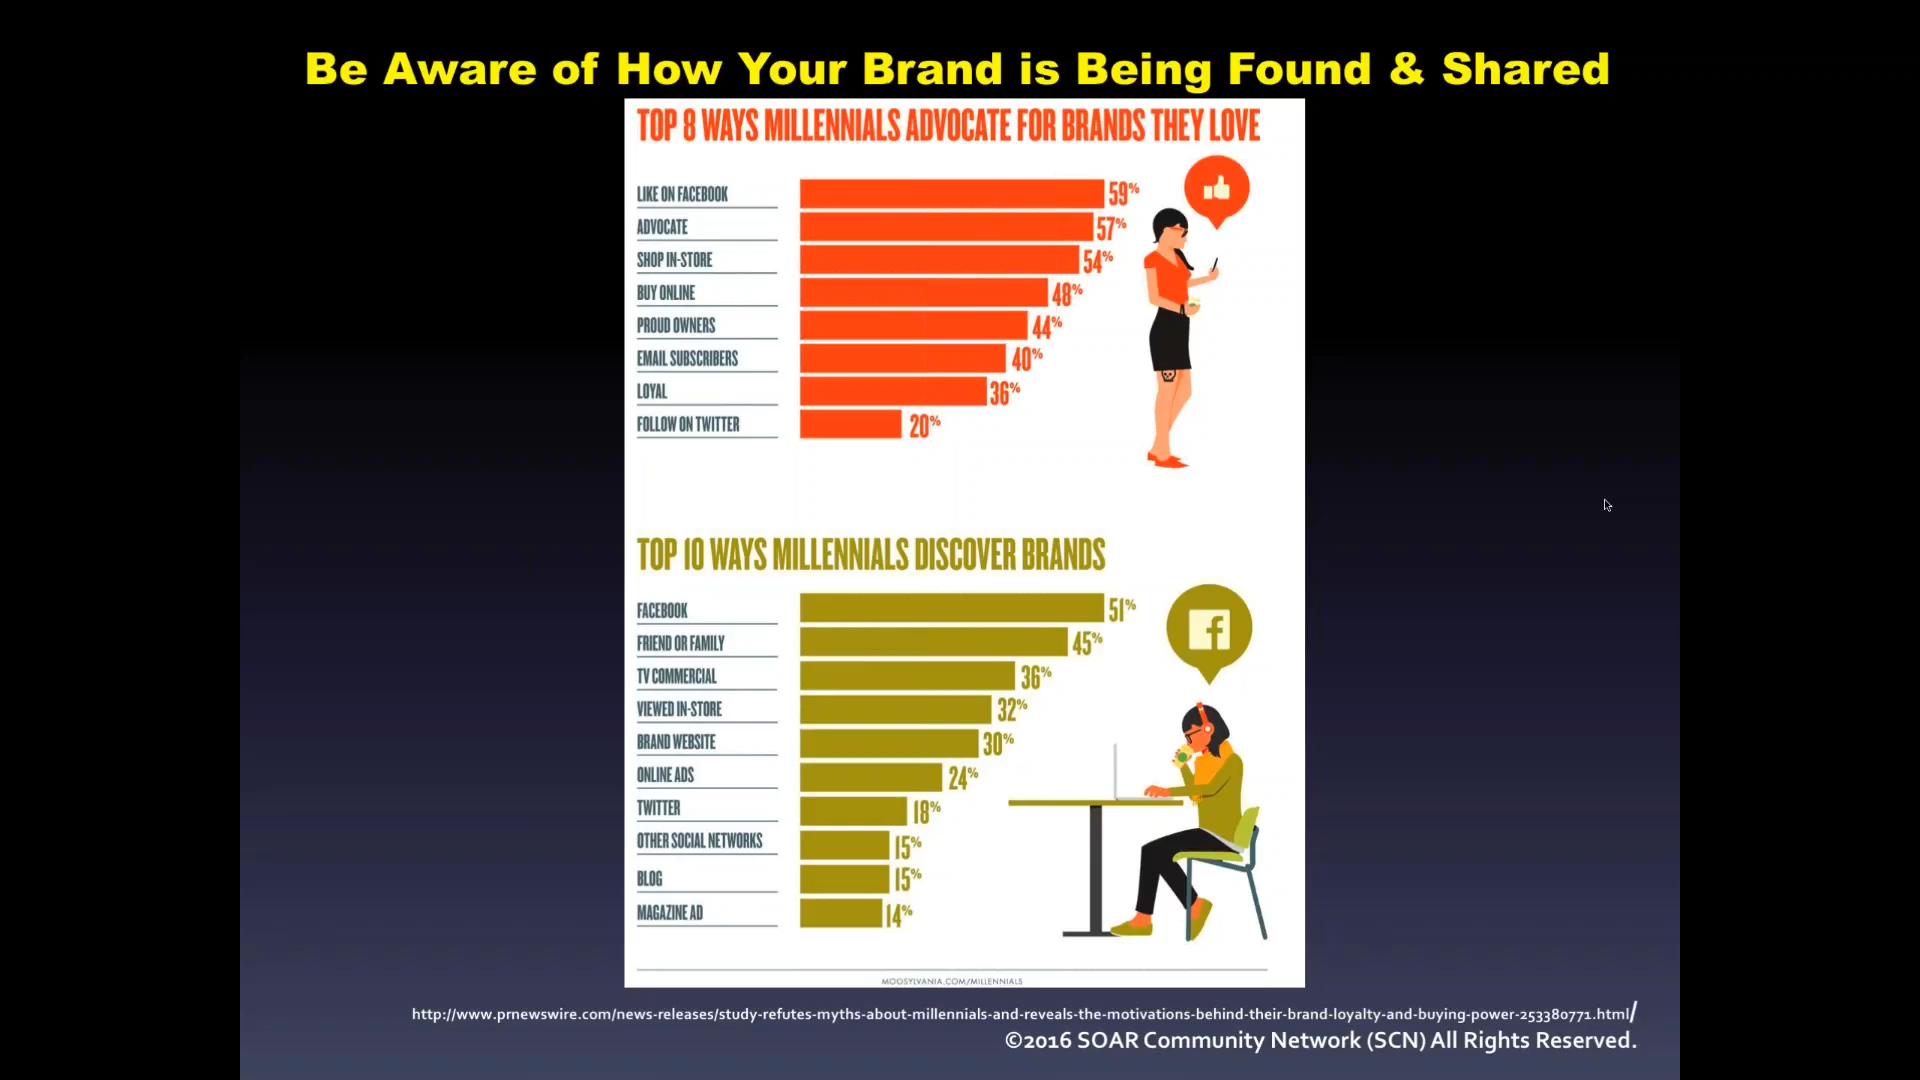 Be Aware of How Your Brand is Being Found & Shared
TOP 8 WAYS MILLENNIALS ADVOCATE FOR BRANDS THEY LOVE
LIKE ON FACEBOOK 59%
ADVOCATE 57%
SHOP IN-STORE 54%
BUY ONLINE 48%
PROUD OWNERS 44%
EMAIL SUBSCRIBERS 40%
LOYAL 36%
FOLLOW ON TWITTER 20%
TOP 10 WAYS MILLENNIALS DISCOVER BRANDS
FACEBOOK 51%
FRIEND OR FAMILY 45%
TV COMMERCIAL 36%
VIEWED IN-STORE 32%
BRAND WEBSITE 30%
ONLINE ADS 24%
TWITTER 18%
OTHER SOCIAL NETWORKS 15%
BLOG 15%
MAGAZINE AD 14%
MOOSYLVANIA.COM/MILLENNIALS
http://www.prnewswire.com/news-releases/study-refutes-myths-about-millennials-and-reveals-the-motivations-behind-their-brand-loyalty-and-buying-power-253380771.html/
©2016 SOAR Community Network (SCN) All Rights Reserved.